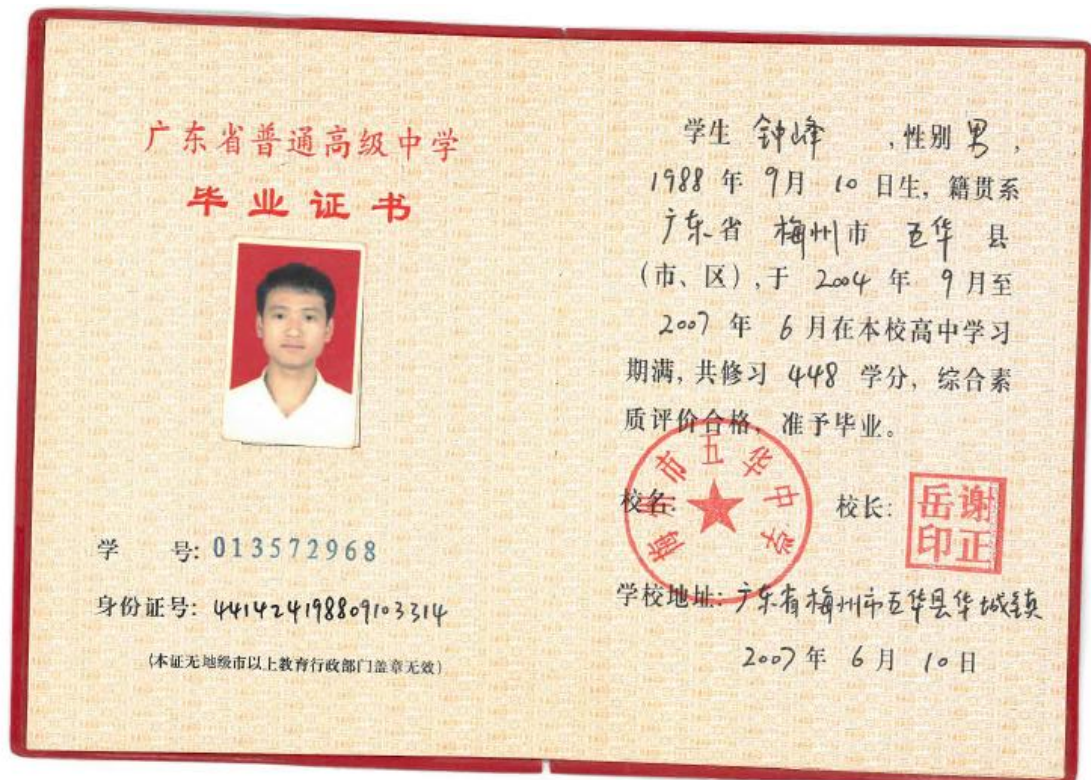 广东省普通高级中学
毕业证书
学号: 013572968
身份证号: 441424198809103314
(本证无地级市以上教育行政部门盖章无效)
学生 钟峰 , 性别 男 ,
1988 年 9月 10 日生, 籍贯系
广东省 梅州市 五华 县
(市、区) , 于 2004 年 9 月至
2007 年 6 月在本校高中学习
期满, 共修习 448 学分, 综合素
质评价合格, 准予毕业。
梅州市五华中学
校名: 校长: 谢正岳印
学校地址: 广东省梅州市五华县华城镇
2007 年 6 月 10 日